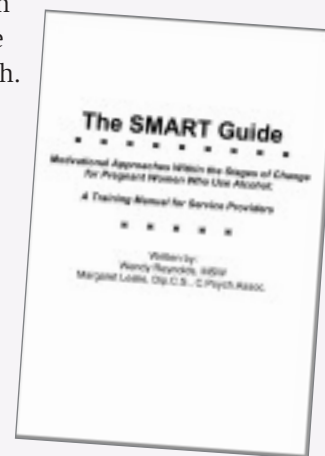 h.
The SMART Guide
Motivational Approaches Within the Stages of Change
for Pregnant Women Who Use Alcohol:
A Training Manual for Service Providers
Written by:
Wendy Reynolds, MSW
Margaret Leslie, Dip.C.S., C.Psych.Assoc.